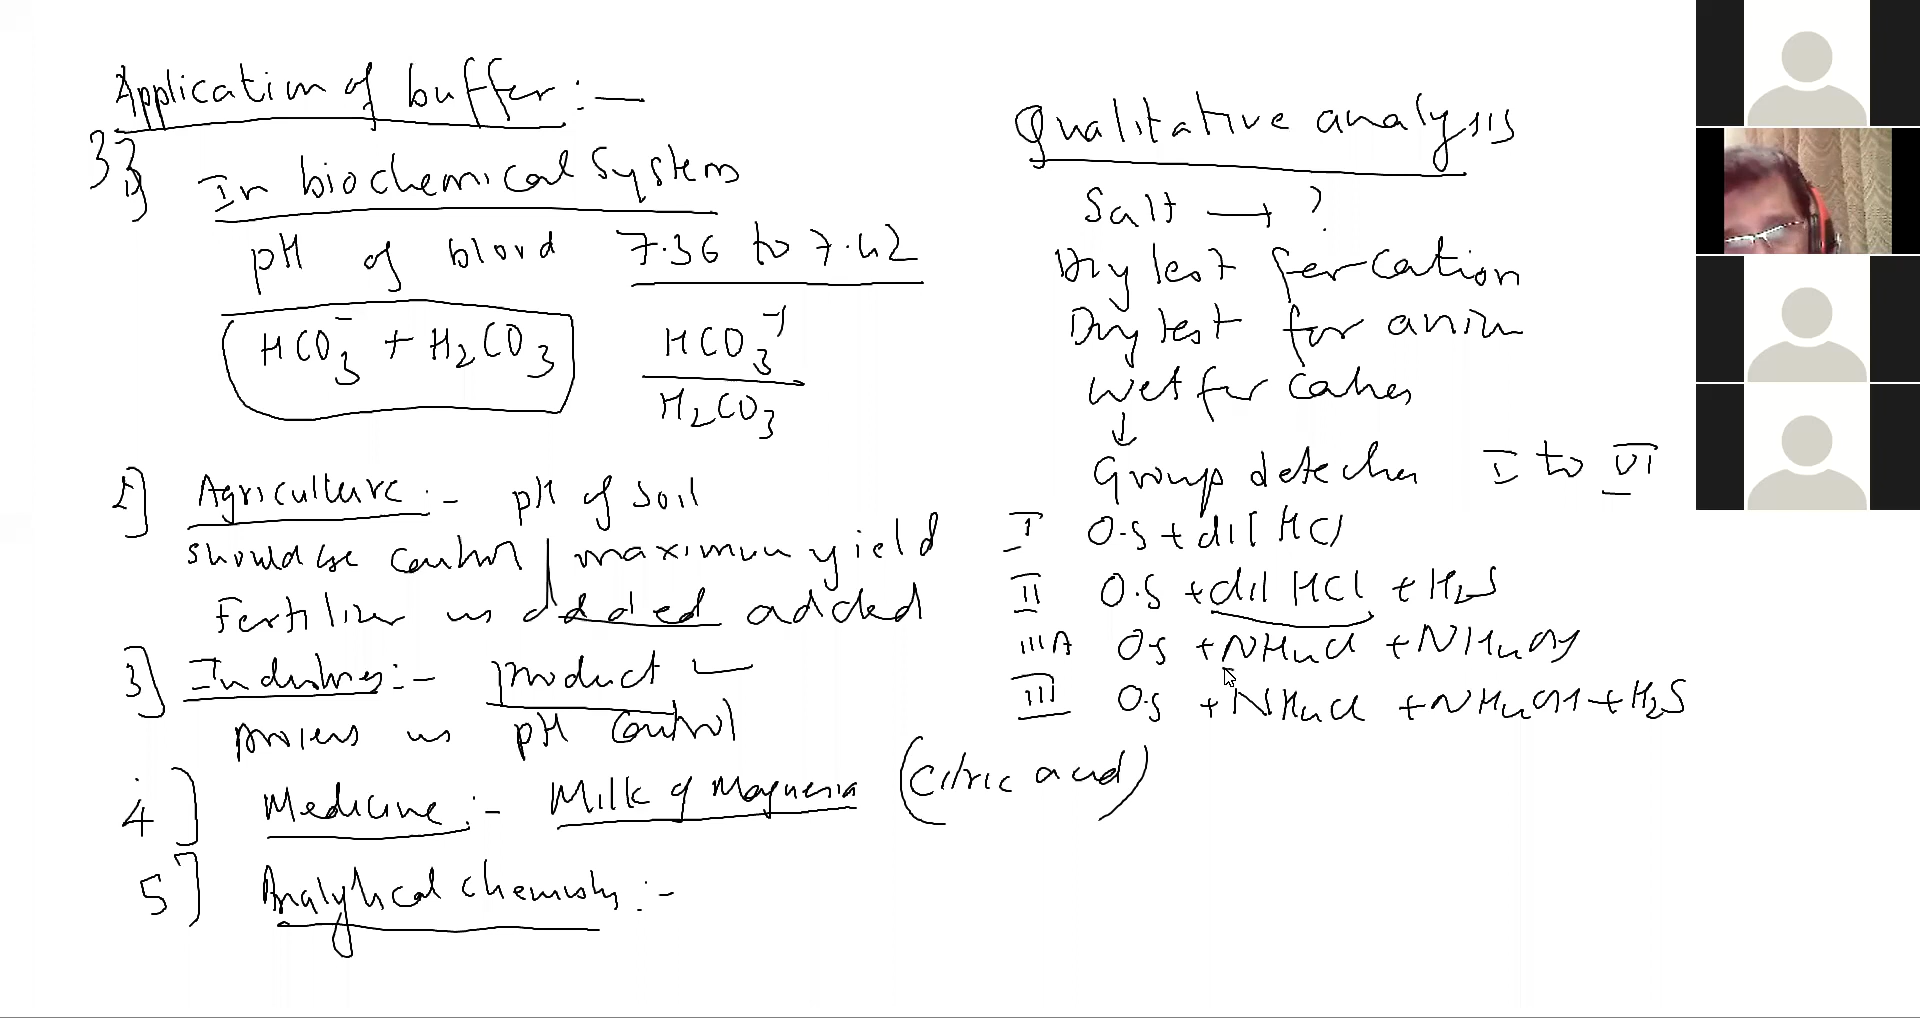 Application of buffer :—
33) In biochemical System
pH of blood 7.36 to 7.42
HCO₃⁻ + H₂CO₃
HCO₃⁻
H₂CO₃
2] Agriculture :- pH of soil
should be control / maximum yield
Fertilizer is added added
3] Industries :- product
process is pH control
4] Medicine :- Milk of Magnesia (Citric acid)
5] Analytical chemistry :-
Qualitative analysis
Salt → ?
Dry test for cation
Dry test for anion
Wet for cation
↓
Group detection I to VI
I O.S + dil HCl
II O.S + dil HCl + H₂S
IIIA O.S + NH₄Cl + NH₄OH
III O.S + NH₄Cl + NH₄OH + H₂S